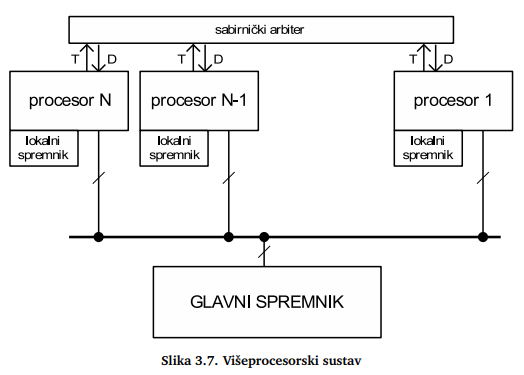 sabirnički arbiter
T D T D T D
procesor N procesor N-1 procesor 1
lokalni lokalni lokalni
spremnik spremnik spremnik
GLAVNI SPREMNIK
Slika 3.7. Višeprocesorski sustav